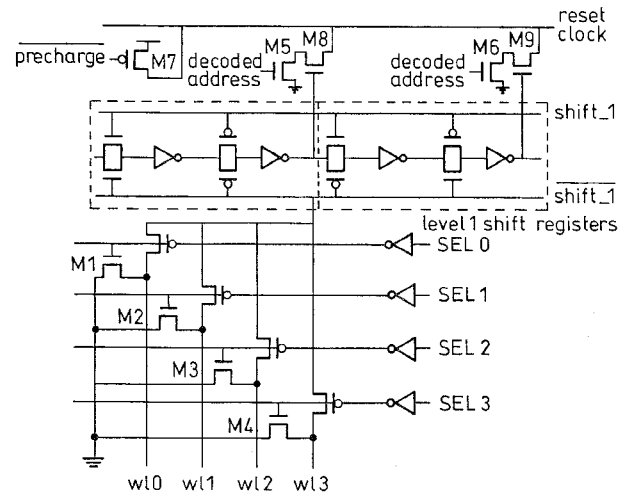 reset
clock
precharge
M7
decoded
address
M5
M8
decoded
address
M6
M9
shift_1
shift_1
level1 shift registers
M1
SEL 0
M2
SEL 1
M3
SEL 2
M4
SEL 3
wl0 wl1 wl2 wl3